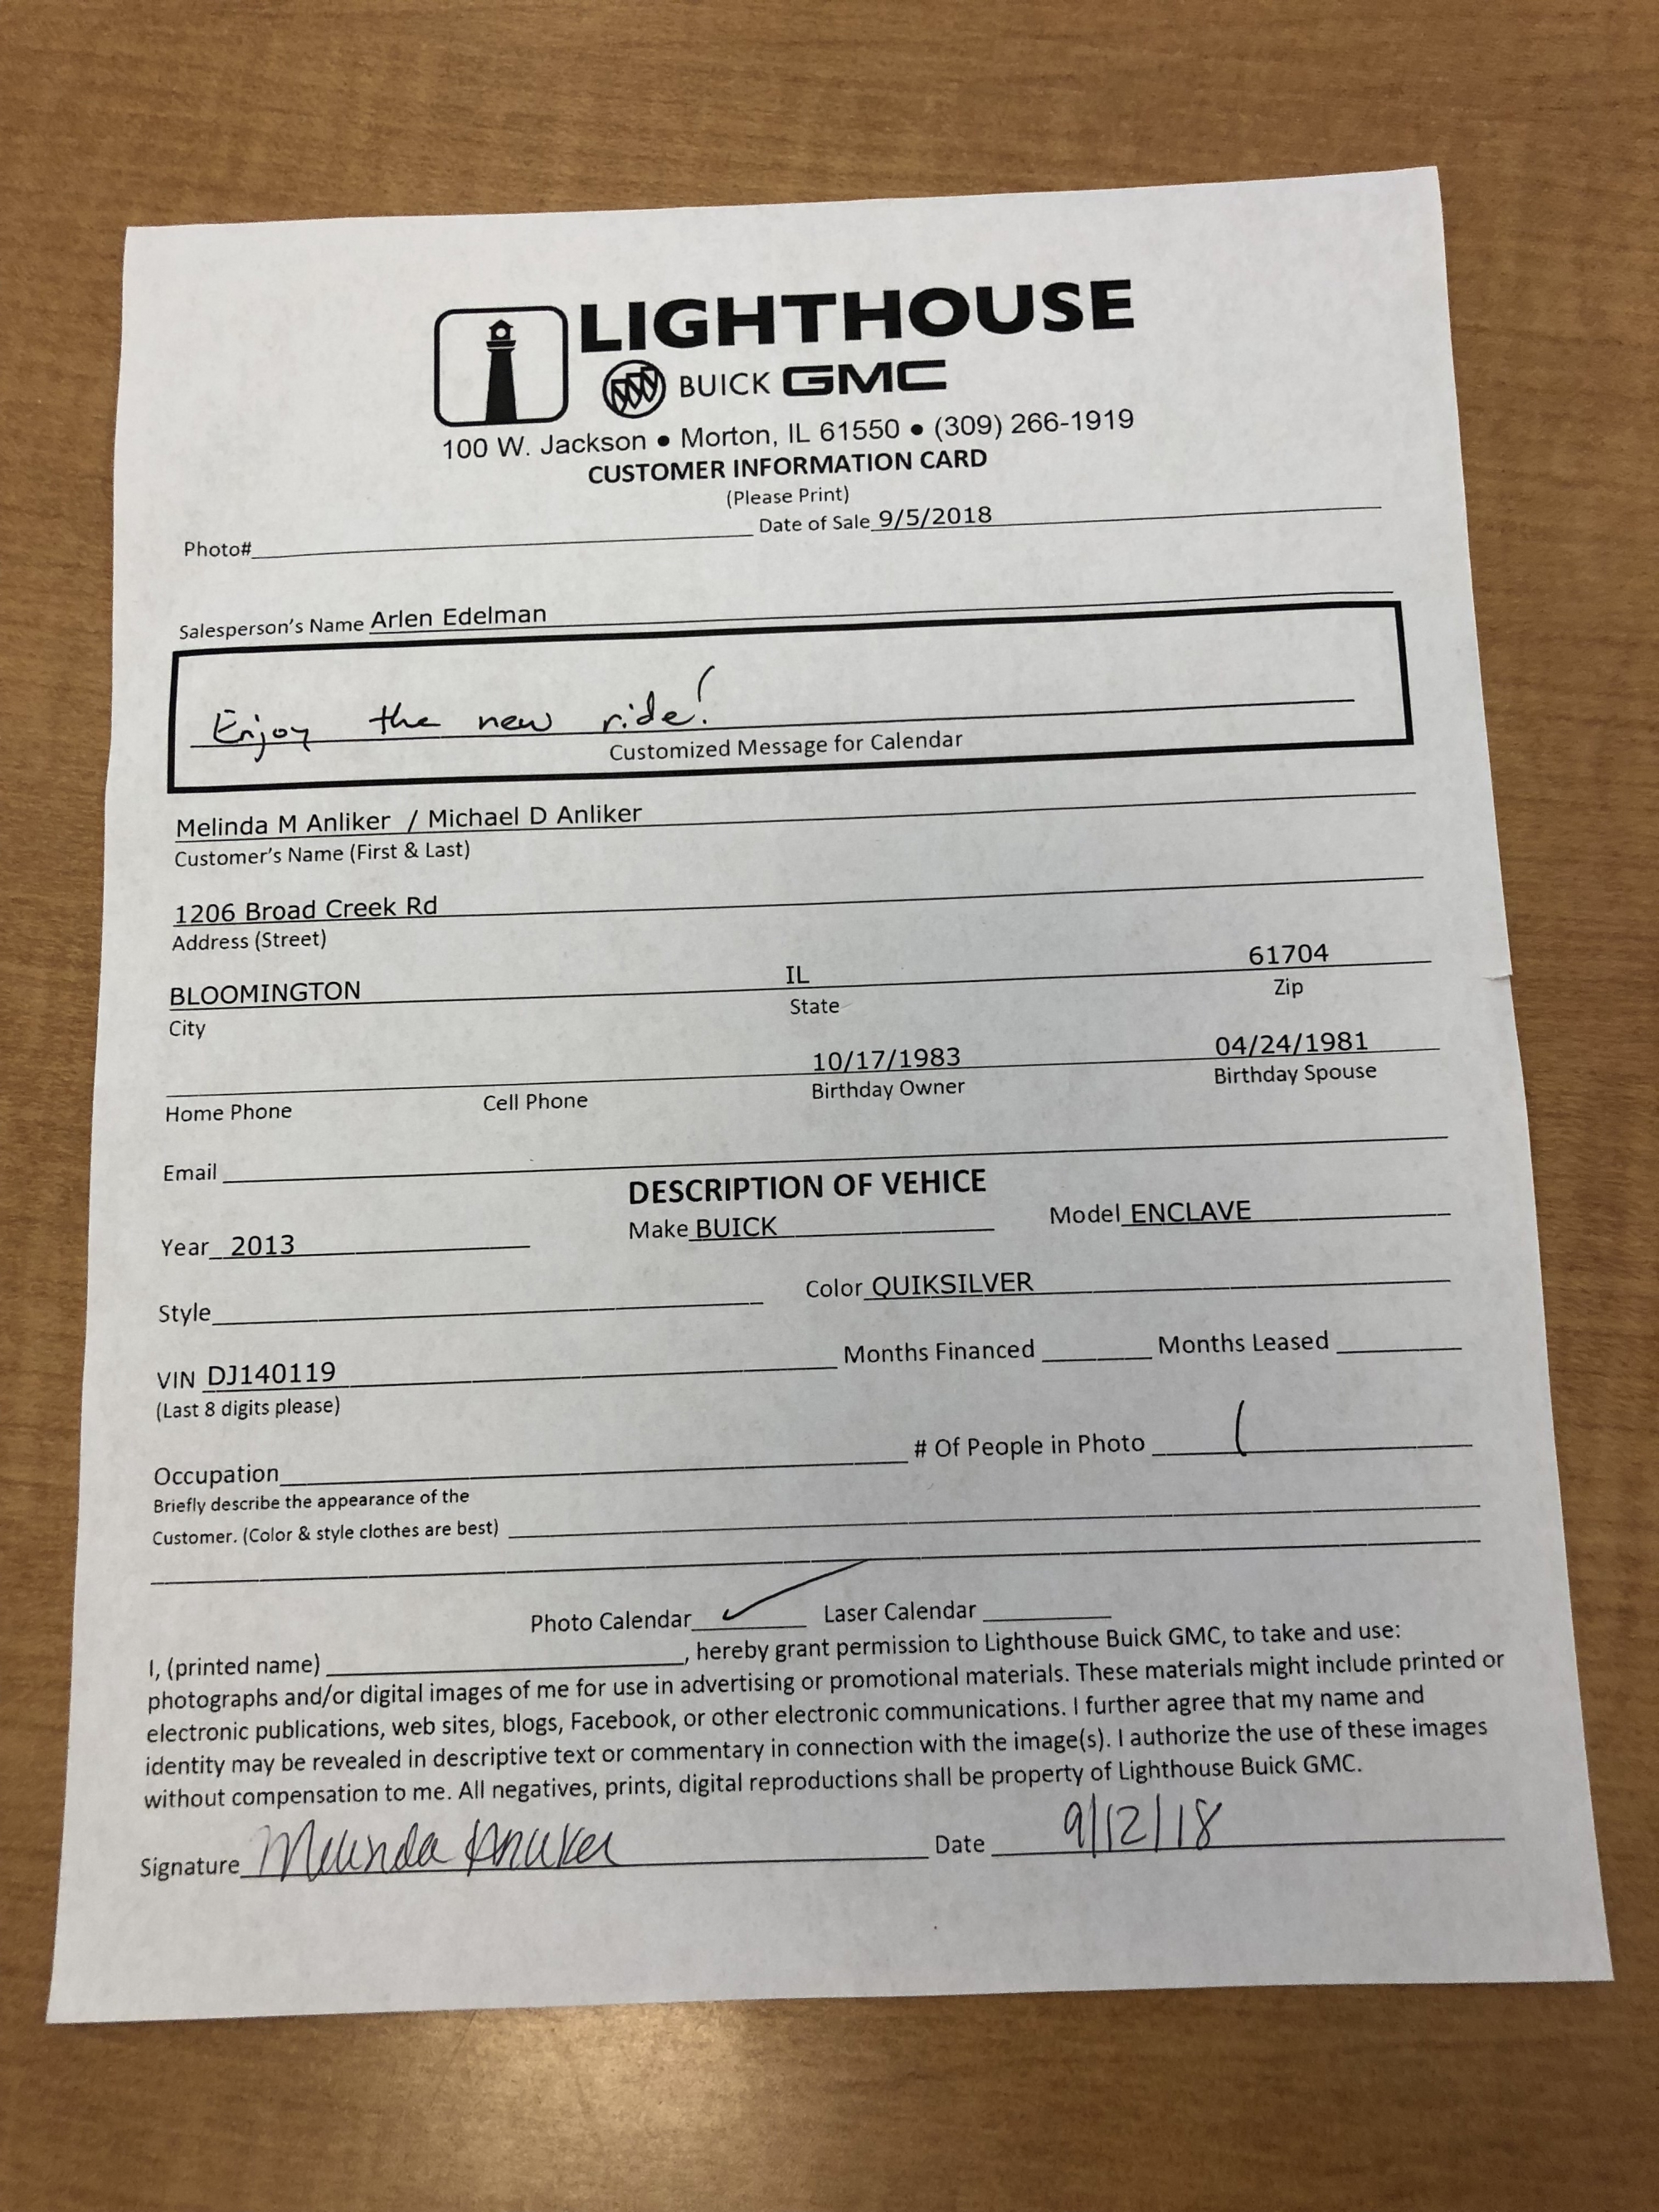 LIGHTHOUSE
BUICK GMC
100 W. Jackson • Morton, IL 61550 • (309) 266-1919
CUSTOMER INFORMATION CARD
(Please Print)
Photo# Date of Sale 9/5/2018
Salesperson's Name Arlen Edelman
Enjoy the new ride!
Customized Message for Calendar
Melinda M Anliker / Michael D Anliker
Customer's Name (First & Last)
1206 Broad Creek Rd
Address (Street)
BLOOMINGTON IL 61704
City State Zip
10/17/1983 04/24/1981
Home Phone Cell Phone Birthday Owner Birthday Spouse
Email
DESCRIPTION OF VEHICE
Year 2013 Make BUICK Model ENCLAVE
Style Color QUIKSILVER
VIN DJ140119 Months Financed Months Leased
(Last 8 digits please)
Occupation # Of People in Photo 1
Briefly describe the appearance of the
Customer. (Color & style clothes are best)
Photo Calendar ✓ Laser Calendar
I, (printed name) , hereby grant permission to Lighthouse Buick GMC, to take and use:
photographs and/or digital images of me for use in advertising or promotional materials. These materials might include printed or
electronic publications, web sites, blogs, Facebook, or other electronic communications. I further agree that my name and
identity may be revealed in descriptive text or commentary in connection with the image(s). I authorize the use of these images
without compensation to me. All negatives, prints, digital reproductions shall be property of Lighthouse Buick GMC.
Signature Melinda Anliker Date 9/12/18